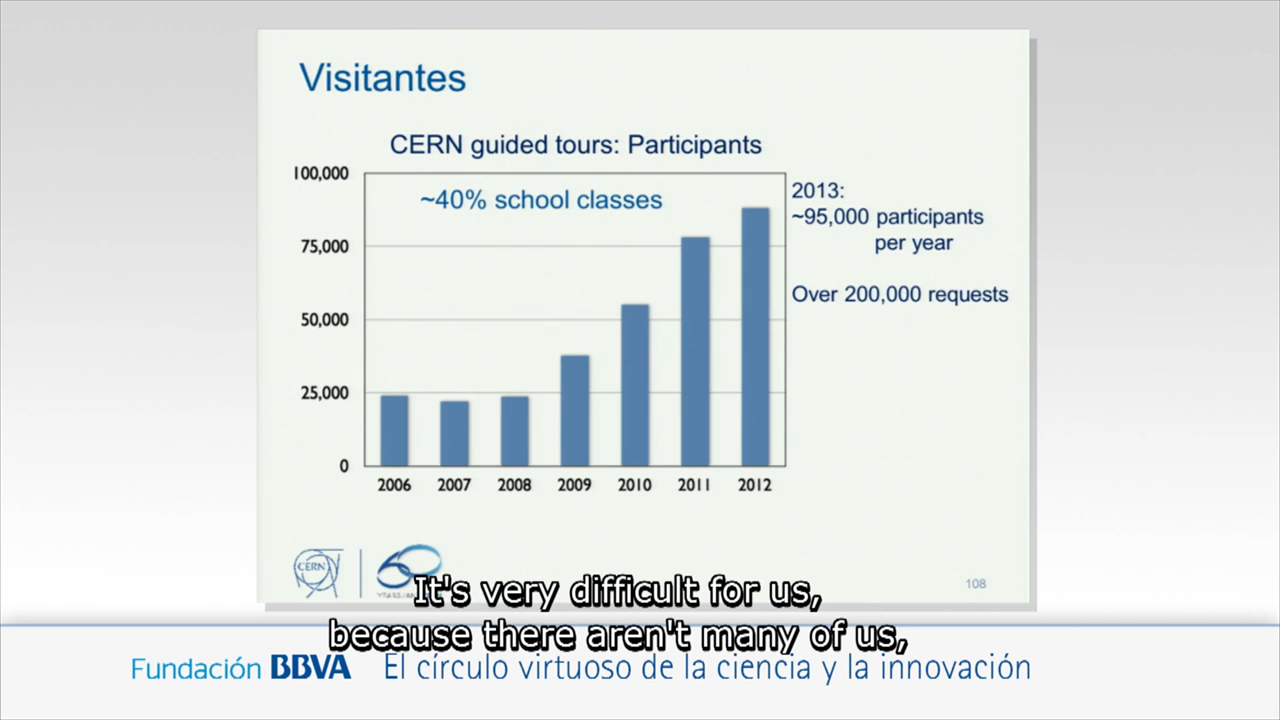 Visitantes
CERN guided tours: Participants
100,000
~40% school classes
2013:
~95,000 participants
per year
75,000
Over 200,000 requests
50,000
25,000
0
2006 2007 2008 2009 2010 2011 2012
CERN
60
108
It's very difficult for us,
because there aren't many of us,
Fundación BBVA El círculo virtuoso de la ciencia y la innovación